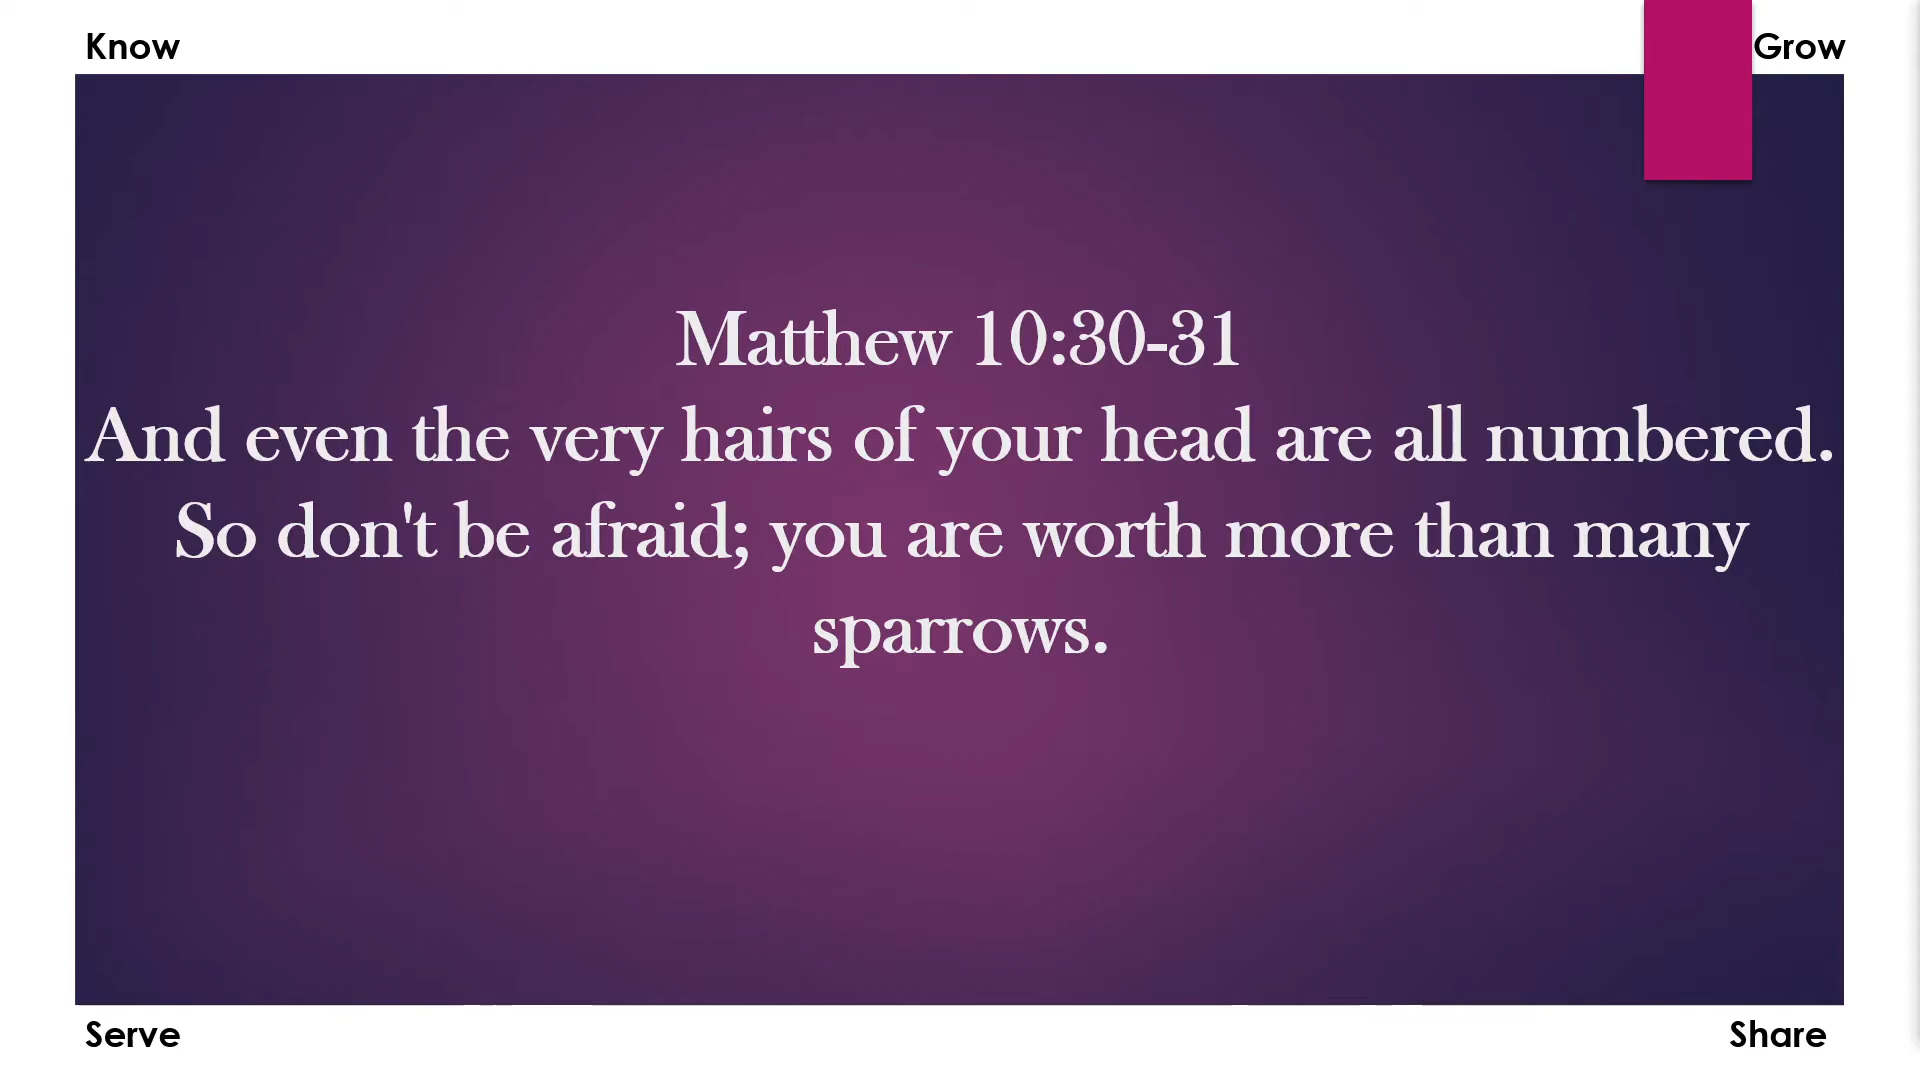 Know
Grow
Matthew 10:30-31
And even the very hairs of your head are all numbered.
So don't be afraid; you are worth more than many
sparrows.
Serve
Share